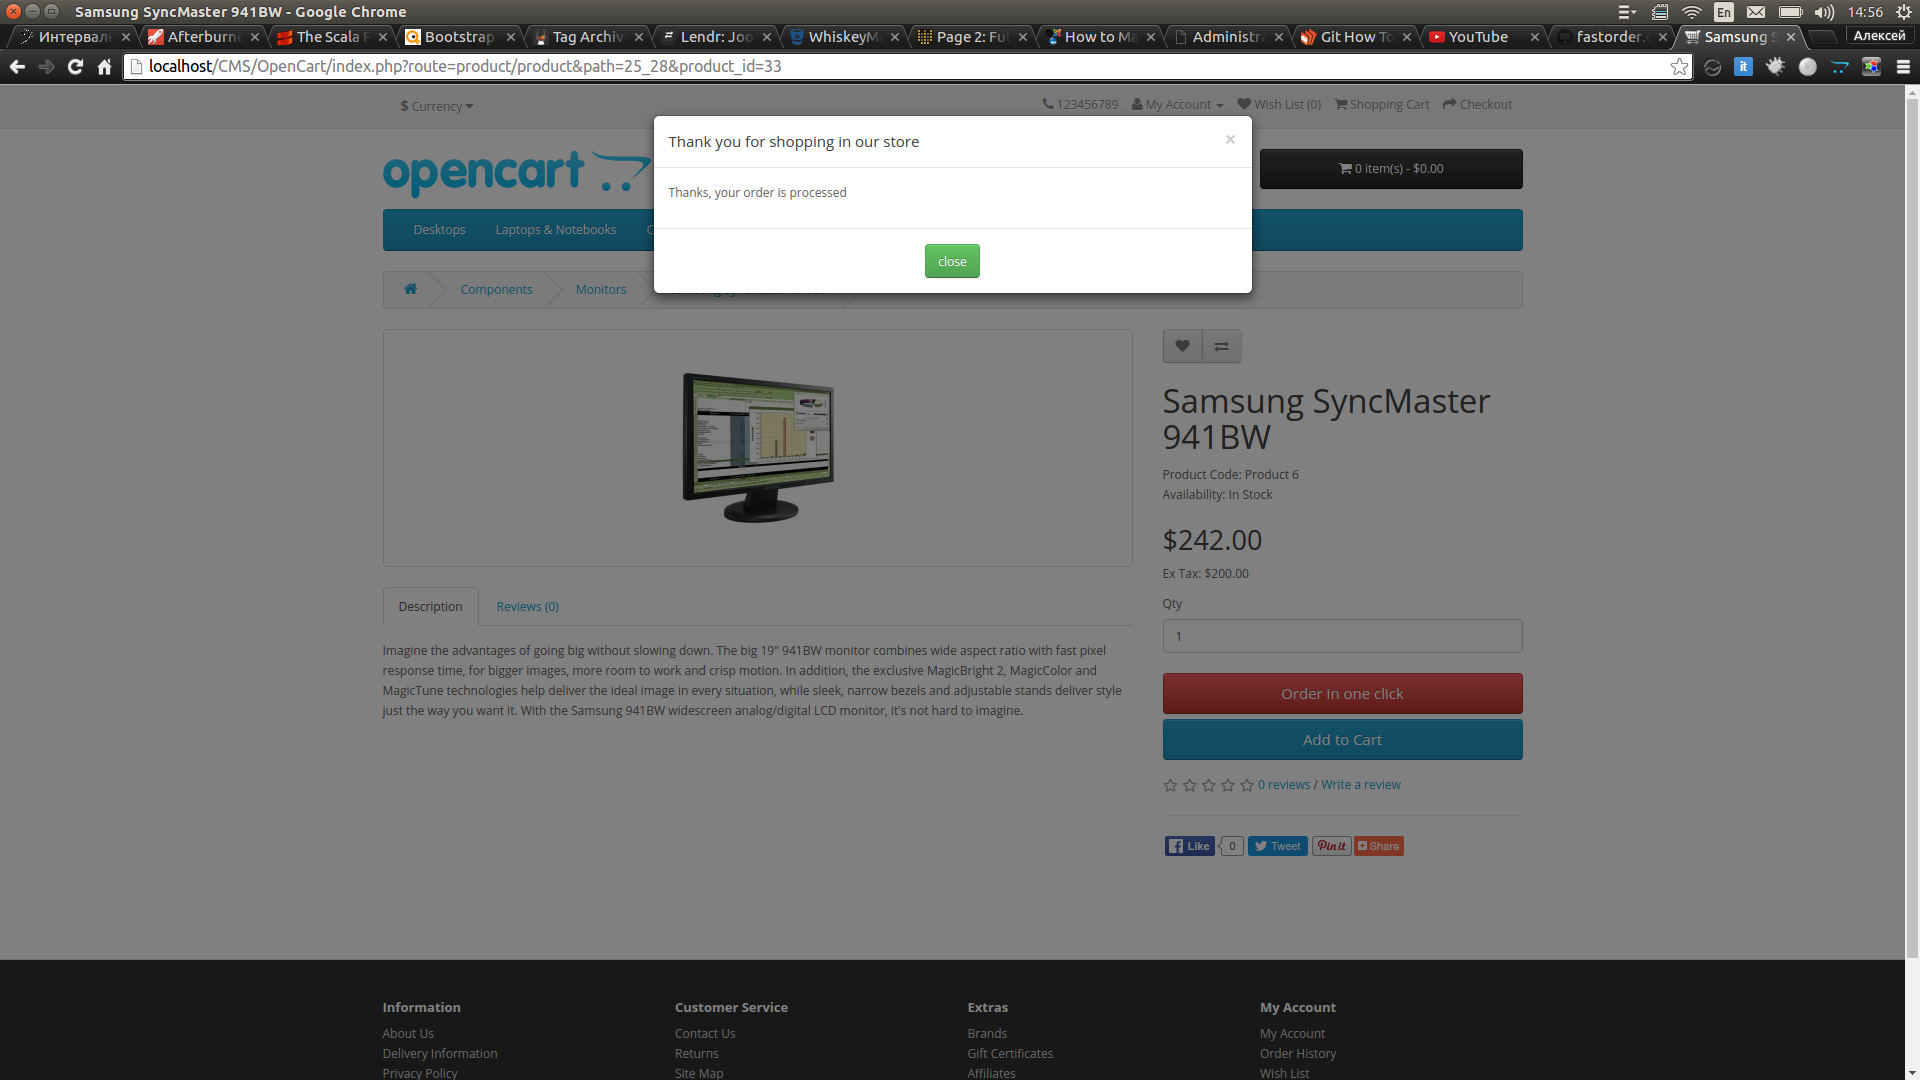 Samsung SyncMaster 941BW - Google Chrome
En
14:56
Интервал
Afterburne
The Scala
Bootstrap
Tag Archiv
Lendr: Joo
WhiskeyM
Page 2: Ful
How to Ma
Administra
Git How To
YouTube
fastorder.
Samsung S
Алексей
localhost/CMS/OpenCart/index.php?route=product/product&path=25_28&product_id=33
it
$ Currency
123456789
My Account
Wish List (0)
Shopping Cart
Checkout
Thank you for shopping in our store
×
opencart
0 item(s) - $0.00
Thanks, your order is processed
Desktops
Laptops & Notebooks
close
Components
Monitors
Samsung SyncMaster
941BW
Product Code: Product 6
Availability: In Stock
$242.00
Ex Tax: $200.00
Qty
1
Description
Reviews (0)
Imagine the advantages of going big without slowing down. The big 19" 941BW monitor combines wide aspect ratio with fast pixel
response time, for bigger images, more room to work and crisp motion. In addition, the exclusive MagicBright 2, MagicColor and
MagicTune technologies help deliver the ideal image in every situation, while sleek, narrow bezels and adjustable stands deliver style
just the way you want it. With the Samsung 941BW widescreen analog/digital LCD monitor, it's not hard to imagine.
Order in one click
Add to Cart
0 reviews / Write a review
Like
0
Tweet
Pinit
Share
Information
About Us
Delivery Information
Privacy Policy
Customer Service
Contact Us
Returns
Site Map
Extras
Brands
Gift Certificates
Affiliates
My Account
My Account
Order History
Wish List